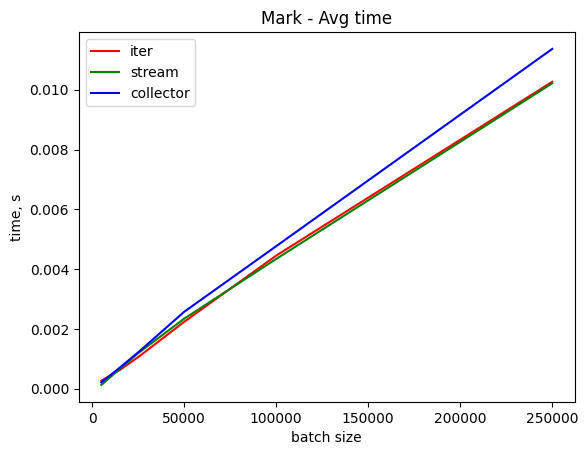 Mark - Avg time
iter
stream
collector
time, s
0.010
0.008
0.006
0.004
0.002
0.000
0 50000 100000 150000 200000 250000
batch size